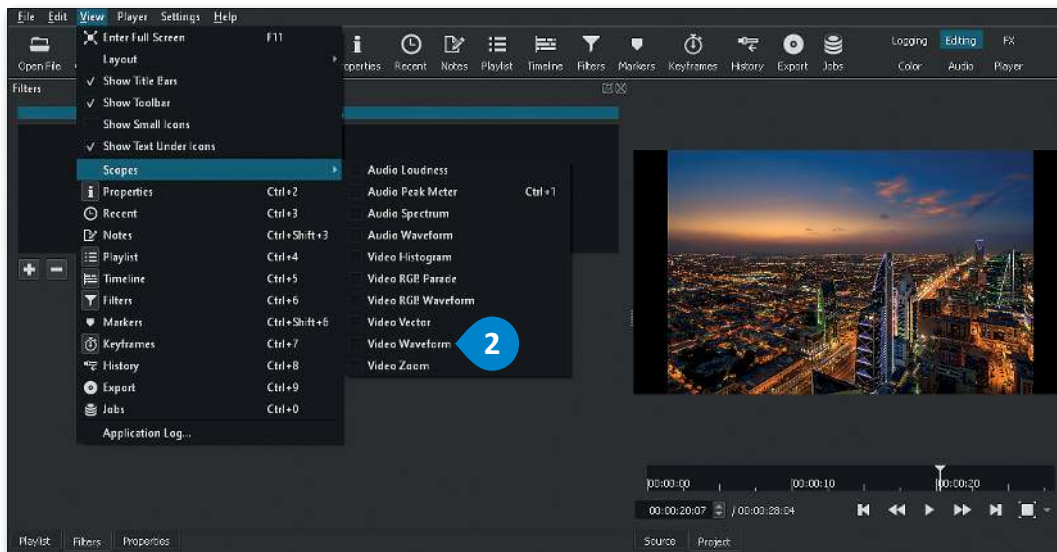 File Edit View Player Settings Help
Open File
Properties Recent Notes Playlist Timeline Filters Markers Keyframes History Export Jobs
Logging Editing FX
Color Audio Player
Filters
Enter Full Screen F11
Layout
✓ Show Title Bars
✓ Show Toolbar
Show Small Icons
✓ Show Text Under Icons
Scopes
Properties Ctrl+2
Recent Ctrl+3
Notes Ctrl+Shift+3
Playlist Ctrl+4
Timeline Ctrl+5
Filters Ctrl+6
Markers Ctrl+Shift+6
Keyframes Ctrl+7
History Ctrl+8
Export Ctrl+9
Jobs Ctrl+0
Application Log...
Audio Loudness
Audio Peak Meter Ctrl+1
Audio Spectrum
Audio Waveform
Video Histogram
Video RGB Parade
Video RGB Waveform
Video Vector
Video Waveform
Video Zoom
2
00:00:00 00:00:10 00:00:20
00:00:20:07 / 00:00:28:04
Playlist Filters Properties
Source Project